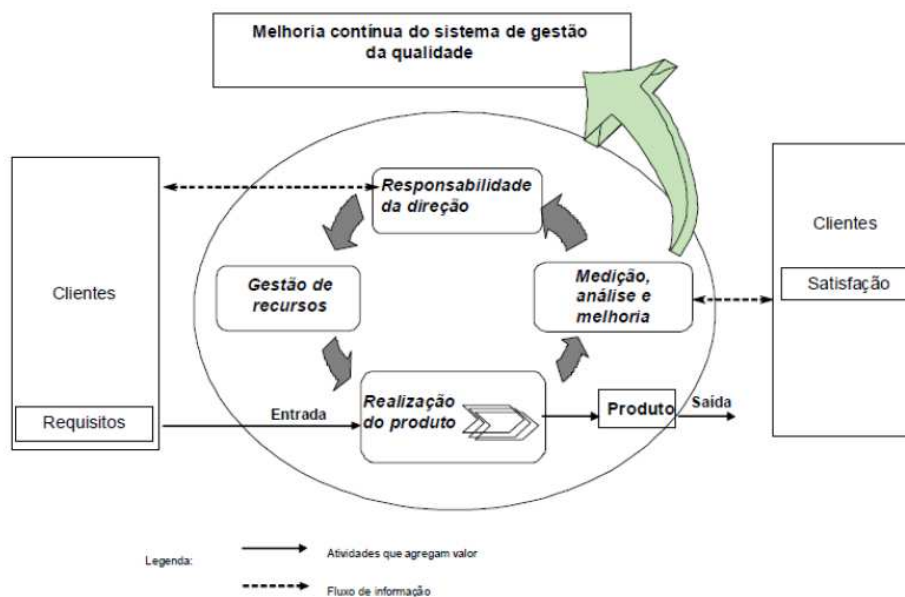 Melhoria contínua do sistema de gestão
da qualidade
Responsabilidade
da direção
Clientes
Requisitos
Gestão de
recursos
Medição,
análise e
melhoria
Clientes
Satisfação
Entrada
Realização
do produto
Produto
Saída
Legenda:
Atividades que agregam valor
Fluxo de informação